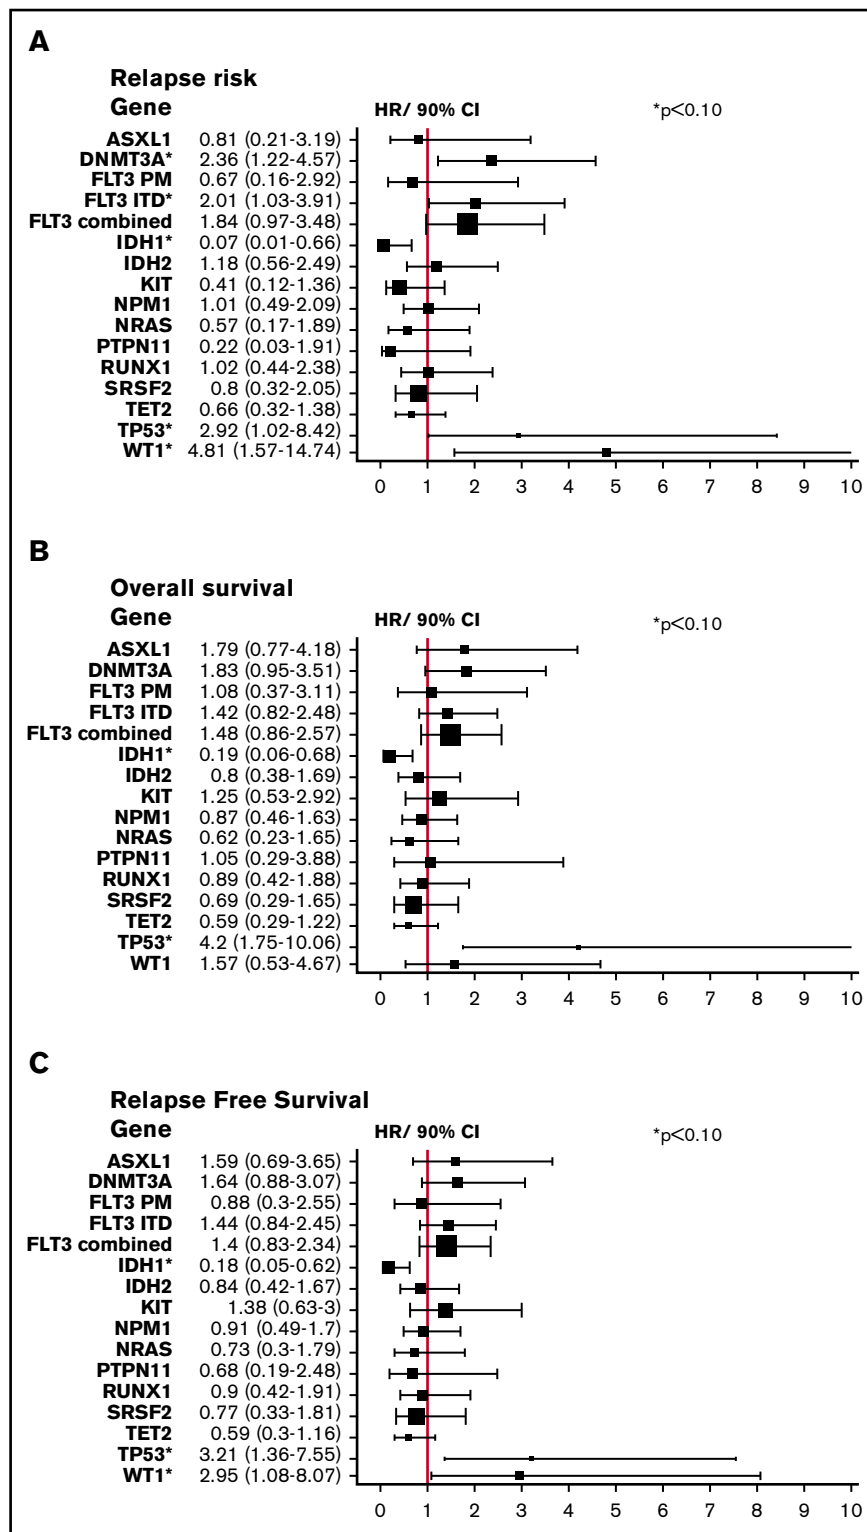 A
Relapse risk
Gene HR/ 90% CI *p<0.10
ASXL1 0.81 (0.21-3.19)
DNMT3A* 2.36 (1.22-4.57)
FLT3 PM 0.67 (0.16-2.92)
FLT3 ITD* 2.01 (1.03-3.91)
FLT3 combined 1.84 (0.97-3.48)
IDH1* 0.07 (0.01-0.66)
IDH2 1.18 (0.56-2.49)
KIT 0.41 (0.12-1.36)
NPM1 1.01 (0.49-2.09)
NRAS 0.57 (0.17-1.89)
PTPN11 0.22 (0.03-1.91)
RUNX1 1.02 (0.44-2.38)
SRSF2 0.8 (0.32-2.05)
TET2 0.66 (0.32-1.38)
TP53* 2.92 (1.02-8.42)
WT1* 4.81 (1.57-14.74)
0 1 2 3 4 5 6 7 8 9 10
B
Overall survival
Gene HR/ 90% CI *p<0.10
ASXL1 1.79 (0.77-4.18)
DNMT3A 1.83 (0.95-3.51)
FLT3 PM 1.08 (0.37-3.11)
FLT3 ITD 1.42 (0.82-2.48)
FLT3 combined 1.48 (0.86-2.57)
IDH1* 0.19 (0.06-0.68)
IDH2 0.8 (0.38-1.69)
KIT 1.25 (0.53-2.92)
NPM1 0.87 (0.46-1.63)
NRAS 0.62 (0.23-1.65)
PTPN11 1.05 (0.29-3.88)
RUNX1 0.89 (0.42-1.88)
SRSF2 0.69 (0.29-1.65)
TET2 0.59 (0.29-1.22)
TP53* 4.2 (1.75-10.06)
WT1 1.57 (0.53-4.67)
0 1 2 3 4 5 6 7 8 9 10
C
Relapse Free Survival
Gene HR/ 90% CI *p<0.10
ASXL1 1.59 (0.69-3.65)
DNMT3A 1.64 (0.88-3.07)
FLT3 PM 0.88 (0.3-2.55)
FLT3 ITD 1.44 (0.84-2.45)
FLT3 combined 1.4 (0.83-2.34)
IDH1* 0.18 (0.05-0.62)
IDH2 0.84 (0.42-1.67)
KIT 1.38 (0.63-3)
NPM1 0.91 (0.49-1.7)
NRAS 0.73 (0.3-1.79)
PTPN11 0.68 (0.19-2.48)
RUNX1 0.9 (0.42-1.91)
SRSF2 0.77 (0.33-1.81)
TET2 0.59 (0.3-1.16)
TP53* 3.21 (1.36-7.55)
WT1* 2.95 (1.08-8.07)
0 1 2 3 4 5 6 7 8 9 10